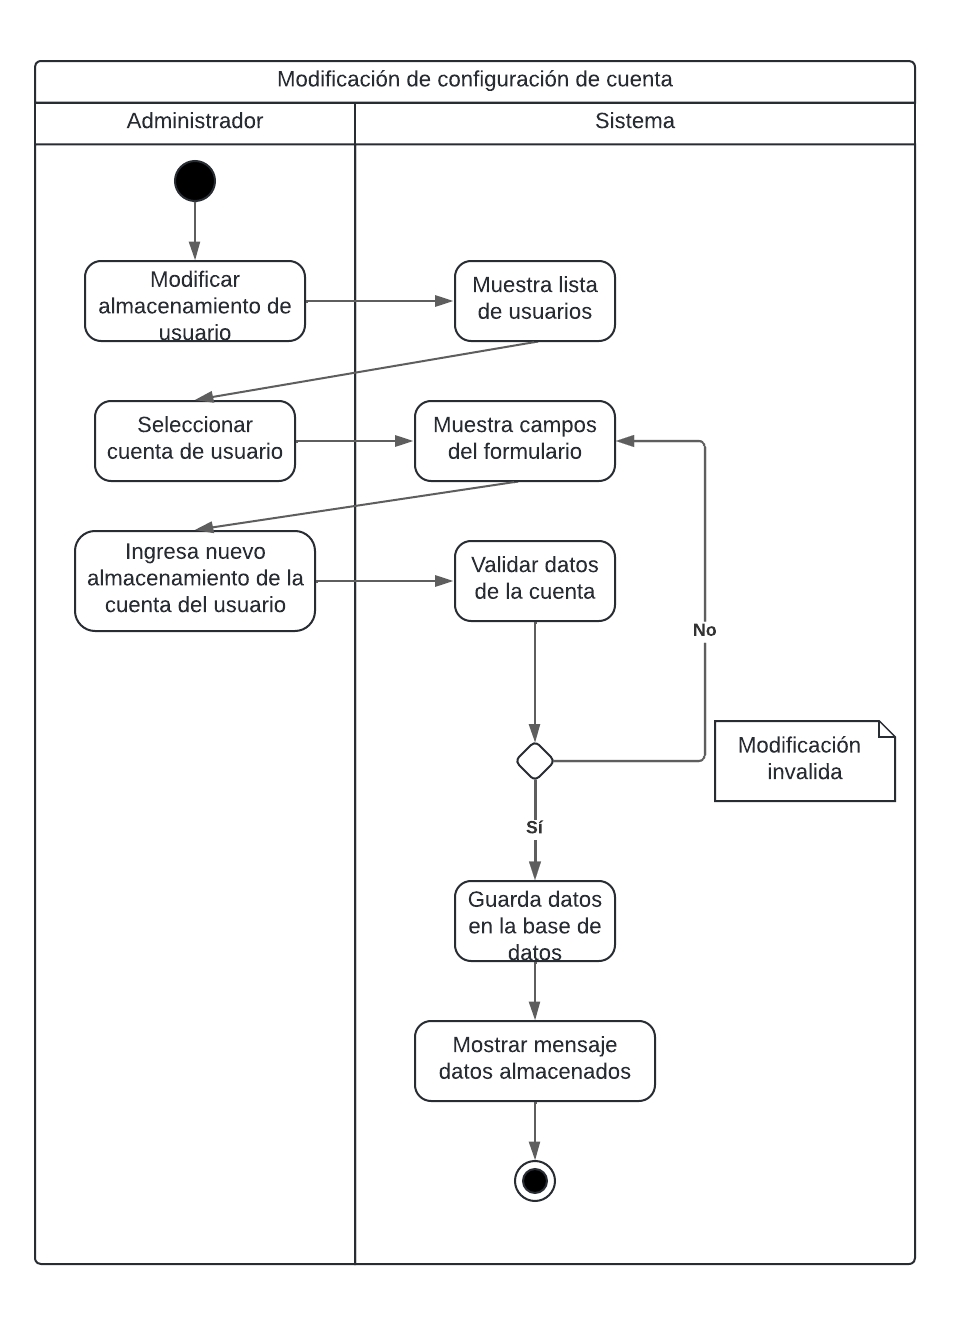 Modificación de configuración de cuenta
Administrador
Sistema
Modificar
almacenamiento de
usuario
Muestra lista
de usuarios
Seleccionar
cuenta de usuario
Muestra campos
del formulario
Ingresa nuevo
almacenamiento de la
cuenta del usuario
Validar datos
de la cuenta
No
Modificación
invalida
Sí
Guarda datos
en la base de
datos
Mostrar mensaje
datos almacenados